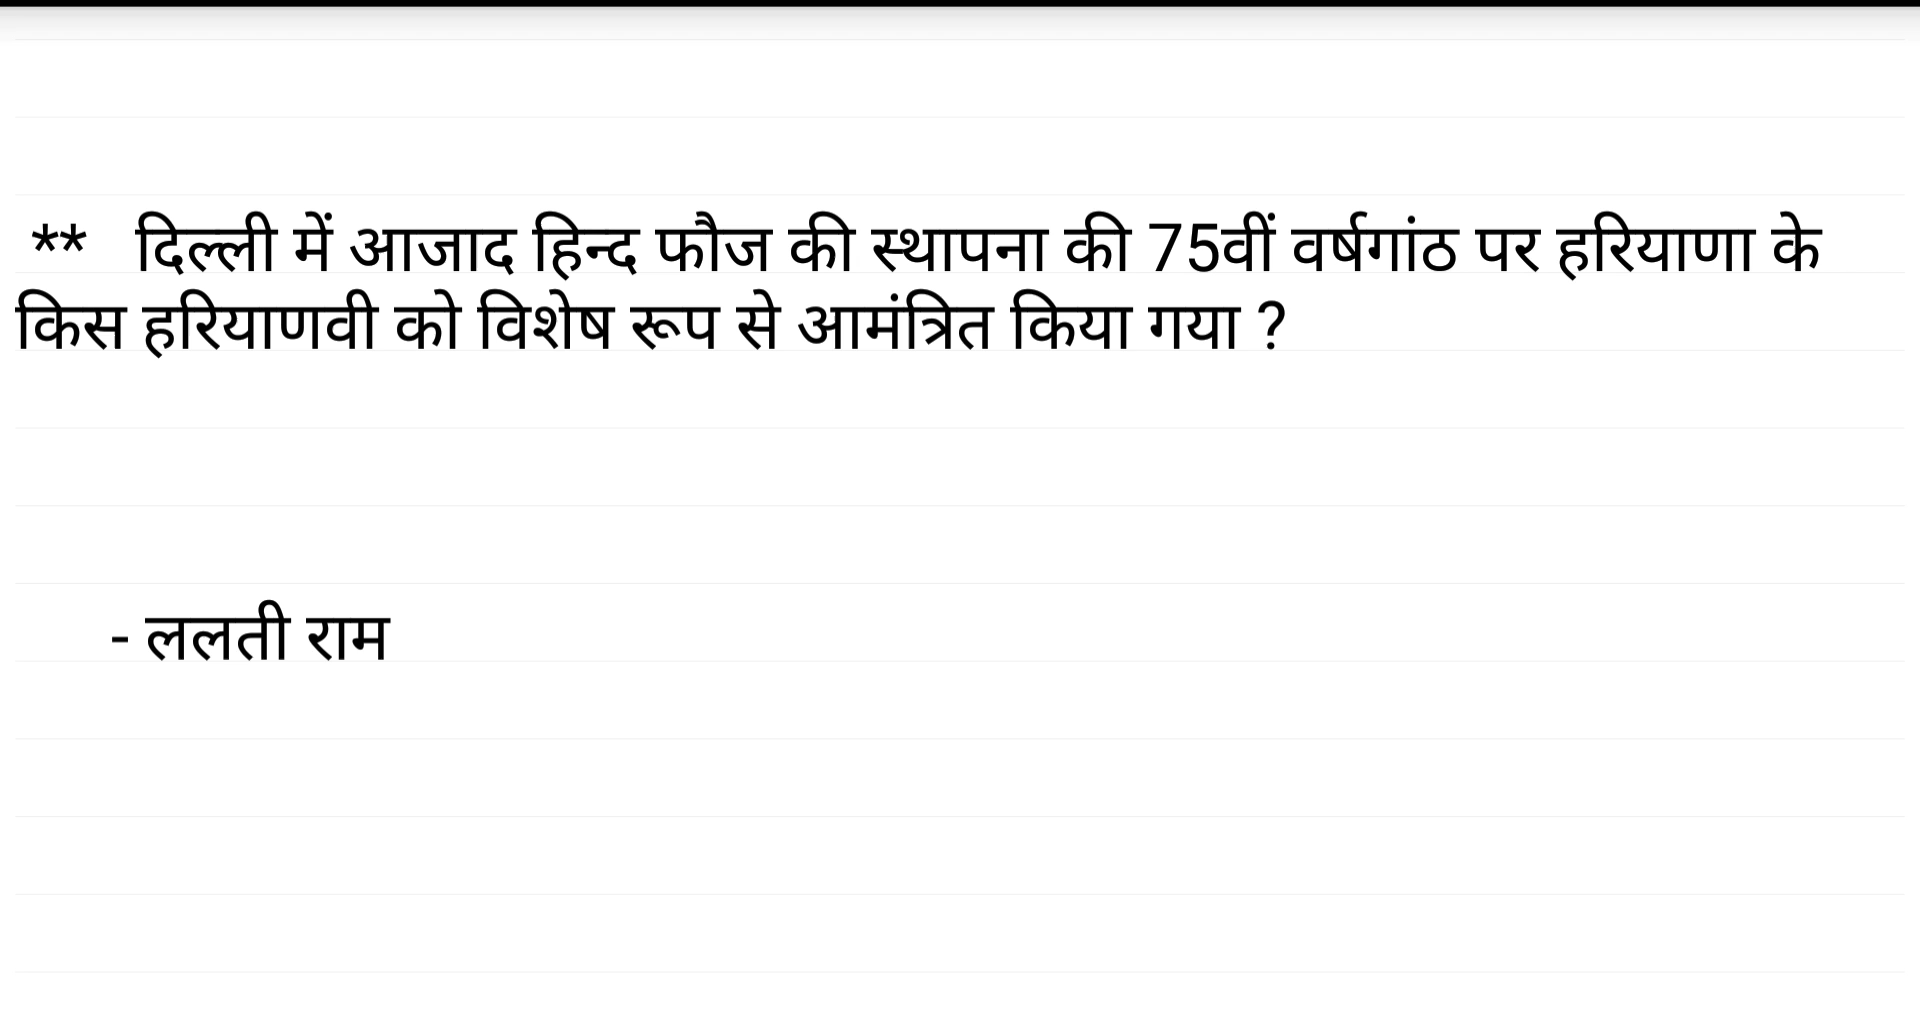 ** दिल्ली में आजाद हिन्द फौज की स्थापना की 75वीं वर्षगांठ पर हरियाणा के
किस हरियाणवी को विशेष रूप से आमंत्रित किया गया ?
- ललती राम